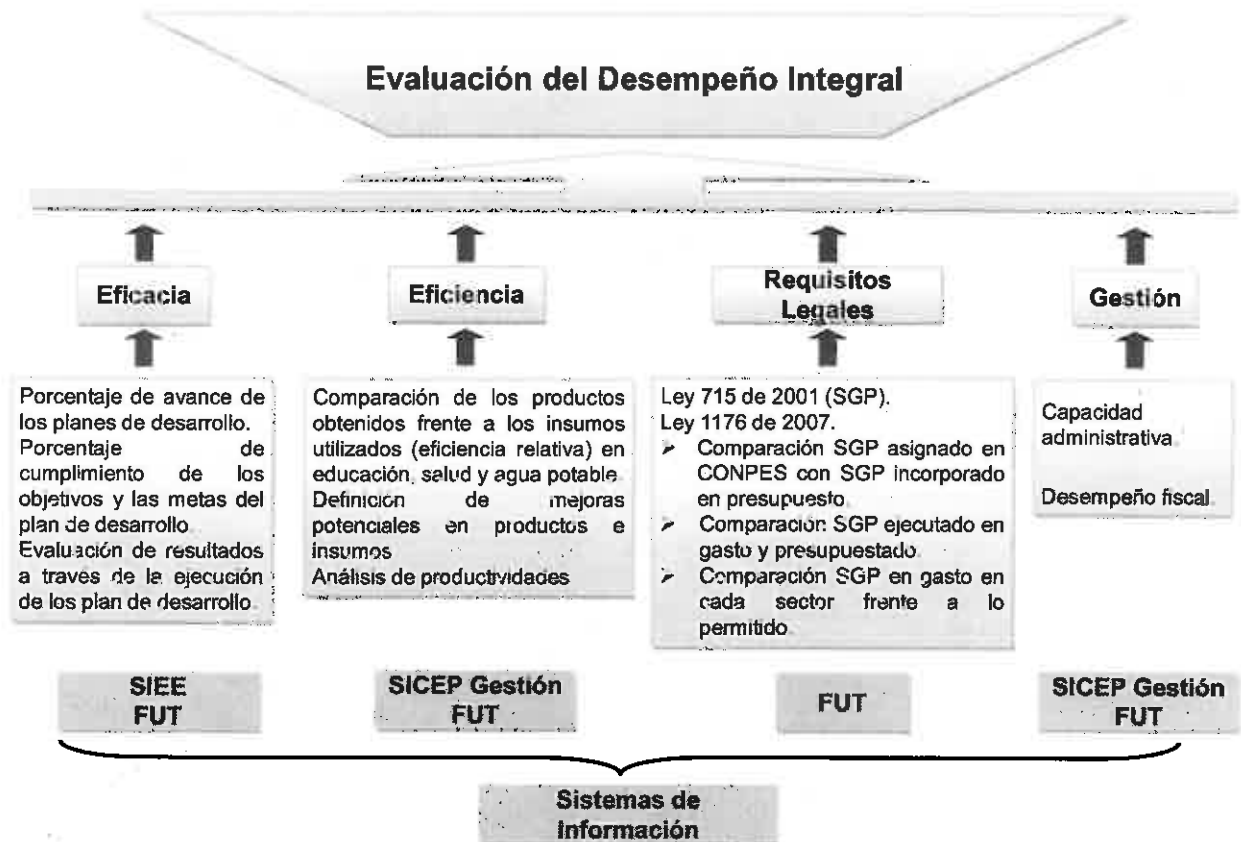 Evaluación del Desempeño Integral
Eficacia
Eficiencia
Requisitos
Legales
Gestión
Porcentaje de avance de
los planes de desarrollo.
Porcentaje de
cumplimiento de los
objetivos y las metas del
plan de desarrollo.
Evaluación de resultados
a través de la ejecución
de los plan de desarrollo.
Comparación de los productos
obtenidos frente a los insumos
utilizados (eficiencia relativa) en
educación, salud y agua potable
Definición de mejoras
potenciales en productos e
insumos
Análisis de productividades
Ley 715 de 2001 (SGP).
Ley 1176 de 2007.
➢ Comparación SGP asignado en
CONPES con SGP incorporado
en presupuesto.
➢ Comparación SGP ejecutado en
gasto y presupuestado.
➢ Comparación SGP en gasto en
cada sector frente a lo
permitido.
Capacidad
administrativa.
Desempeño fiscal.
SIEE
FUT
SICEP Gestión
FUT
FUT
SICEP Gestión
FUT
Sistemas de
Información